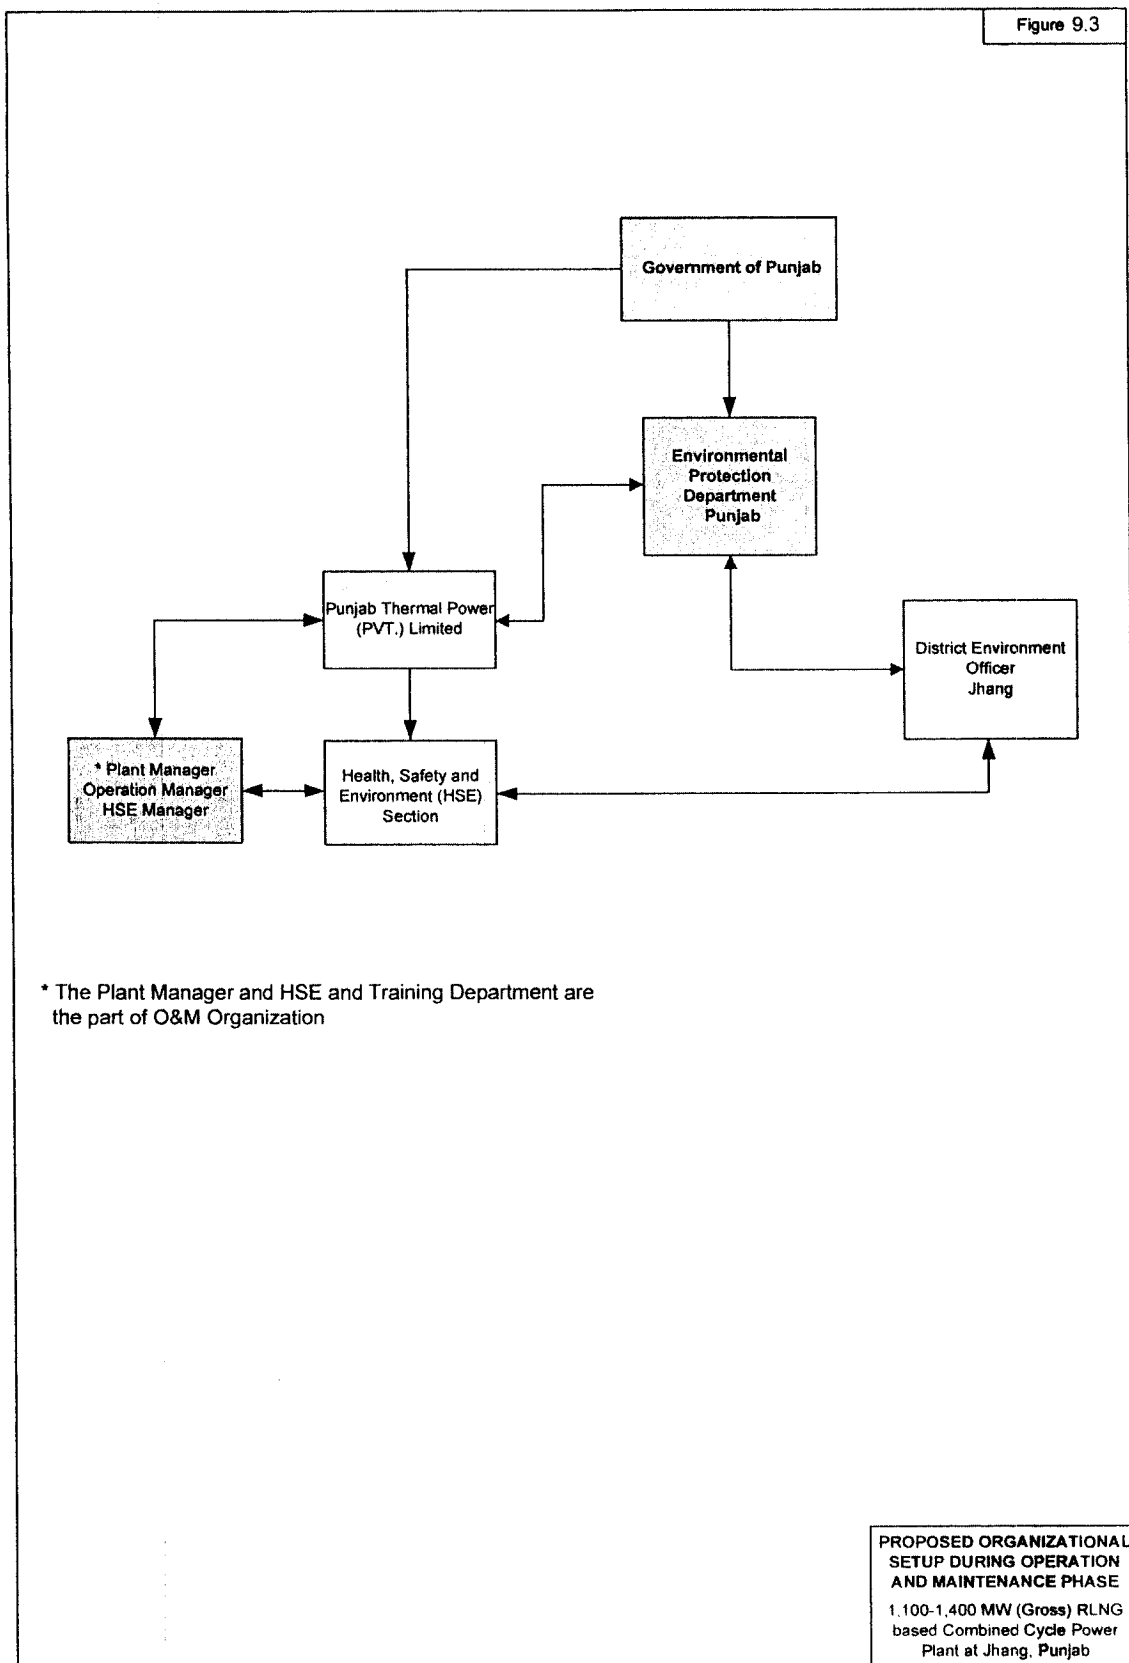 Figure 9.3
Government of Punjab
Environmental
Protection
Department
Punjab
Punjab Thermal Power
(PVT.) Limited
District Environment
Officer
Jhang
* Plant Manager
Operation Manager
HSE Manager
Health, Safety and
Environment (HSE)
Section
* The Plant Manager and HSE and Training Department are
the part of O&M Organization
PROPOSED ORGANIZATIONAL
SETUP DURING OPERATION
AND MAINTENANCE PHASE
1,100-1,400 MW (Gross) RLNG
based Combined Cycle Power
Plant at Jhang, Punjab